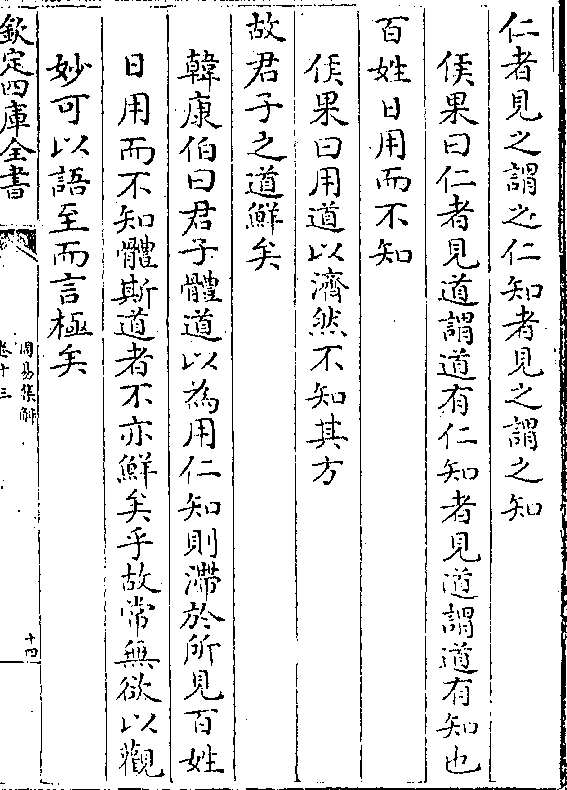 仁者見之謂之仁知者見之謂之知
侯果曰仁者見道謂道有仁知者見道謂道有知也
百姓日用而不知
侯果曰用道以濟然不知其方
故君子之道鮮矣
韓康伯曰君子體道以為用仁知則滯於所見百姓
日用而不知體斯道者不亦鮮矣乎故常無欲以觀
妙可以語至而言極矣
欽定四庫全書
周易集解
卷十三
十四